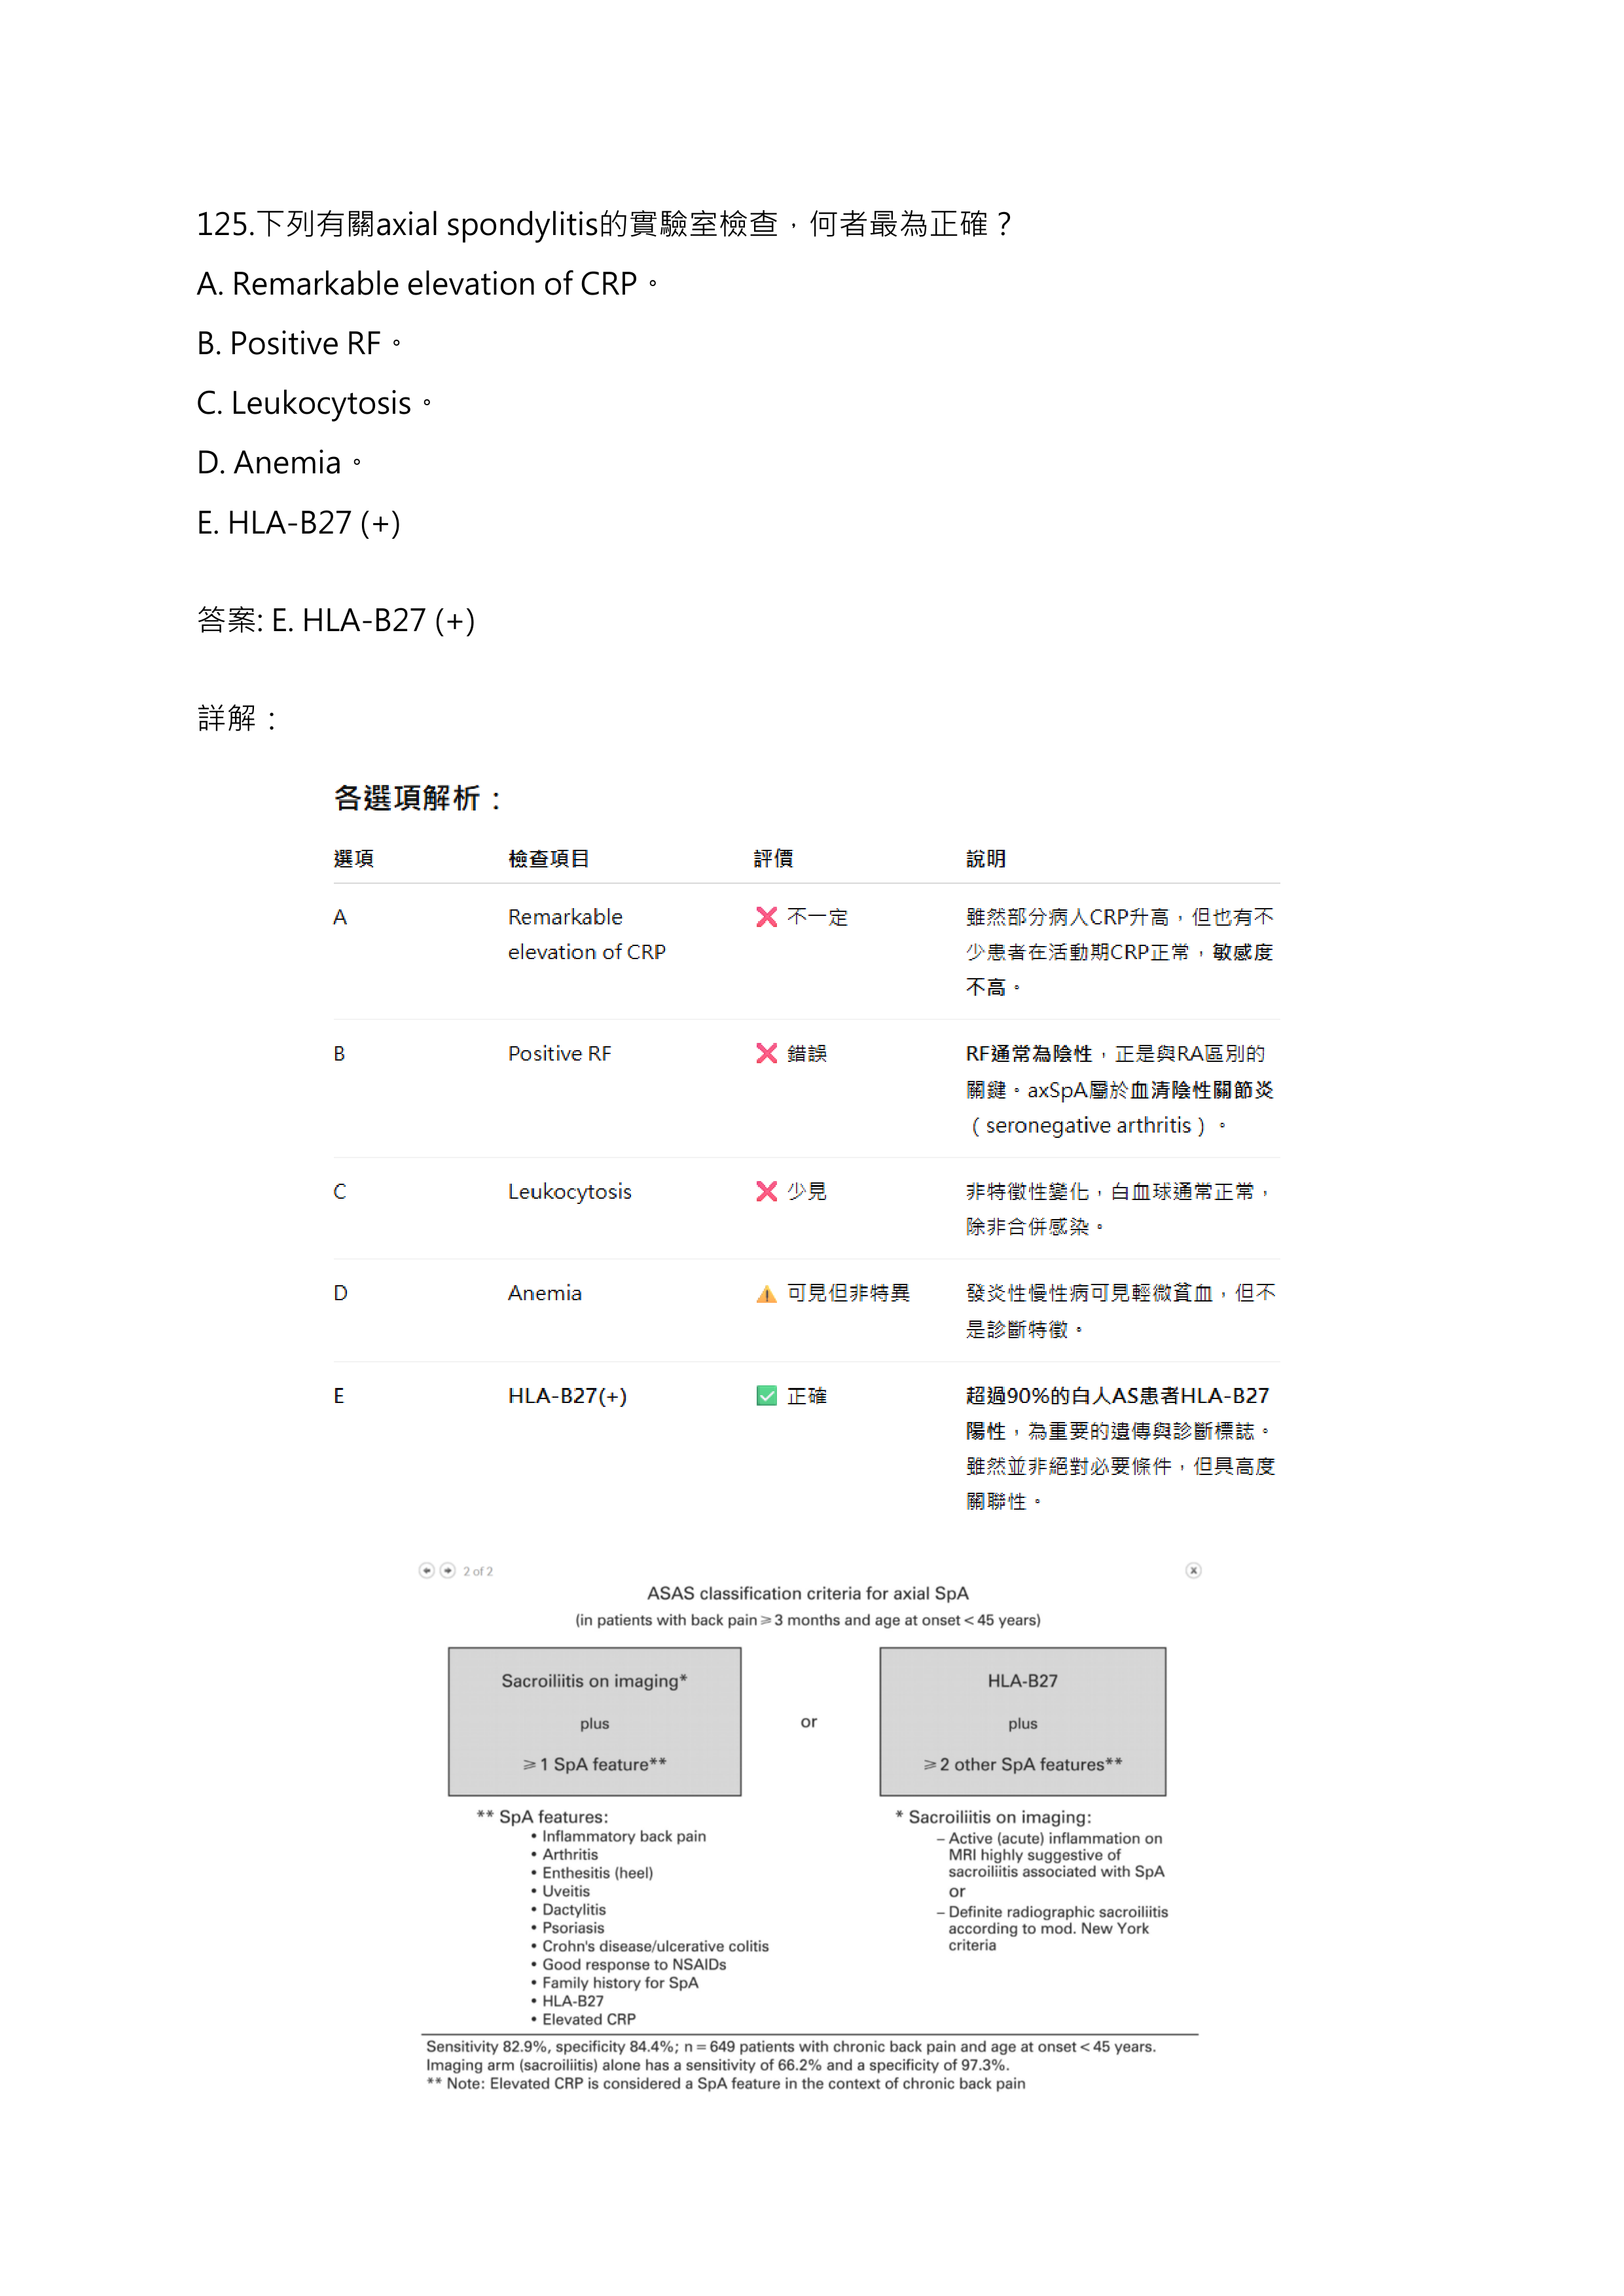 125.下列有關axial spondylitis的實驗室檢查，何者最為正確？
A. Remarkable elevation of CRP。
B. Positive RF。
C. Leukocytosis。
D. Anemia。
E. HLA-B27 (+)
答案: E. HLA-B27 (+)
詳解：
各選項解析：
選項 檢查項目 評價 說明
A Remarkable elevation of CRP ❌ 不一定 雖然部分病人CRP升高，但也有不
少患者在活動期CRP正常，敏感度
不高。
B Positive RF ❌ 錯誤 RF通常為陰性，正是與RA區別的
關鍵。axSpA屬於血清陰性關節炎
（seronegative arthritis）。
C Leukocytosis ❌ 少見 非特徵性變化，白血球通常正常，
除非合併感染。
D Anemia ⚠️ 可見但非特異 發炎性慢性病可見輕微貧血，但不
是診斷特徵。
E HLA-B27(+) ✅ 正確 超過90%的白人AS患者HLA-B27
陽性，為重要的遺傳與診斷標誌。
雖然並非絕對必要條件，但具高度
關聯性。
2 of 2
ASAS classification criteria for axial SpA
(in patients with back pain ⩾ 3 months and age at onset < 45 years)
Sacroiliitis on imaging*
plus
⩾ 1 SpA feature**
or
HLA-B27
plus
⩾ 2 other SpA features**
** SpA features:
• Inflammatory back pain
• Arthritis
• Enthesitis (heel)
• Uveitis
• Dactylitis
• Psoriasis
• Crohn's disease/ulcerative colitis
• Good response to NSAIDs
• Family history for SpA
• HLA-B27
• Elevated CRP
* Sacroiliitis on imaging:
– Active (acute) inflammation on
MRI highly suggestive of
sacroiliitis associated with SpA
or
– Definite radiographic sacroiliitis
according to mod. New York
criteria
Sensitivity 82.9%, specificity 84.4%; n = 649 patients with chronic back pain and age at onset < 45 years.
Imaging arm (sacroiliitis) alone has a sensitivity of 66.2% and a specificity of 97.3%.
** Note: Elevated CRP is considered a SpA feature in the context of chronic back pain